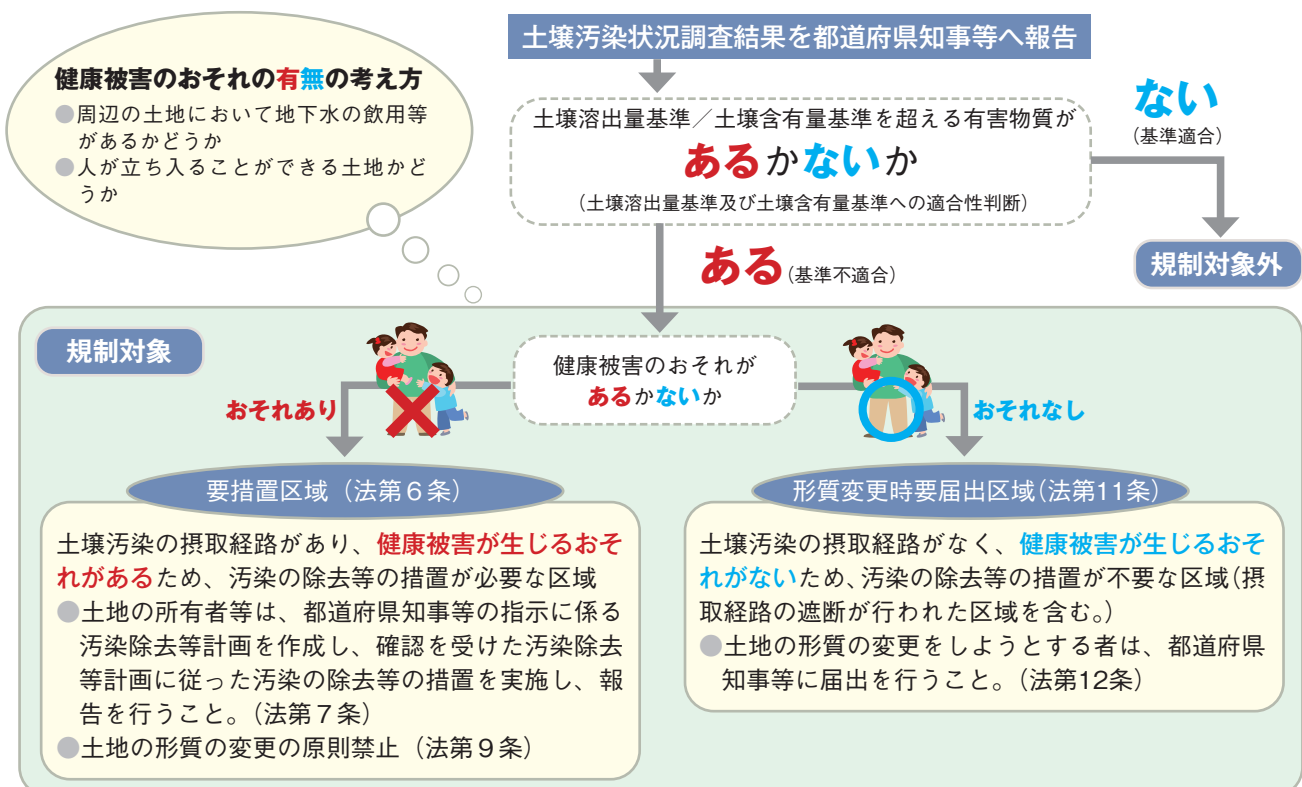 土壌汚染状況調査結果を都道府県知事等へ報告
健康被害のおそれの有無の考え方
●周辺の土地において地下水の飲用等
があるかどうか
●人が立ち入ることができる土地かど
うか
土壌溶出量基準／土壌含有量基準を超える有害物質が
あるかないか
（土壌溶出量基準及び土壌含有量基準への適合性判断）
ない
（基準適合）
規制対象外
ある（基準不適合）
規制対象
健康被害のおそれが
あるかないか
おそれあり
おそれなし
要措置区域（法第６条）
土壌汚染の摂取経路があり、健康被害が生じるおそ
れがあるため、汚染の除去等の措置が必要な区域
●土地の所有者等は、都道府県知事等の指示に係る
汚染除去等計画を作成し、確認を受けた汚染除去
等計画に従った汚染の除去等の措置を実施し、報
告を行うこと。（法第７条）
●土地の形質の変更の原則禁止（法第９条）
形質変更時要届出区域（法第11条）
土壌汚染の摂取経路がなく、健康被害が生じるおそ
れがないため、汚染の除去等の措置が不要な区域（摂
取経路の遮断が行われた区域を含む。）
●土地の形質の変更をしようとする者は、都道府県
知事等に届出を行うこと。（法第12条）